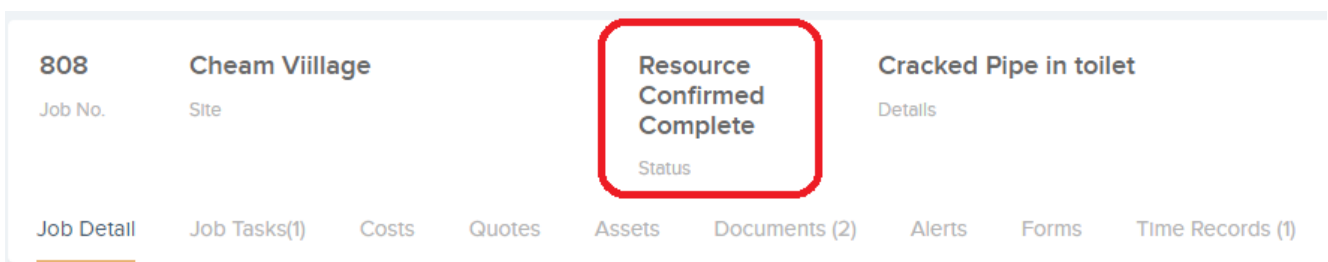 808
Job No.
Cheam Viillage
Site
Resource
Confirmed
Complete
Status
Cracked Pipe in toilet
Details
Job Detail
Job Tasks(1)
Costs
Quotes
Assets
Documents (2)
Alerts
Forms
Time Records (1)